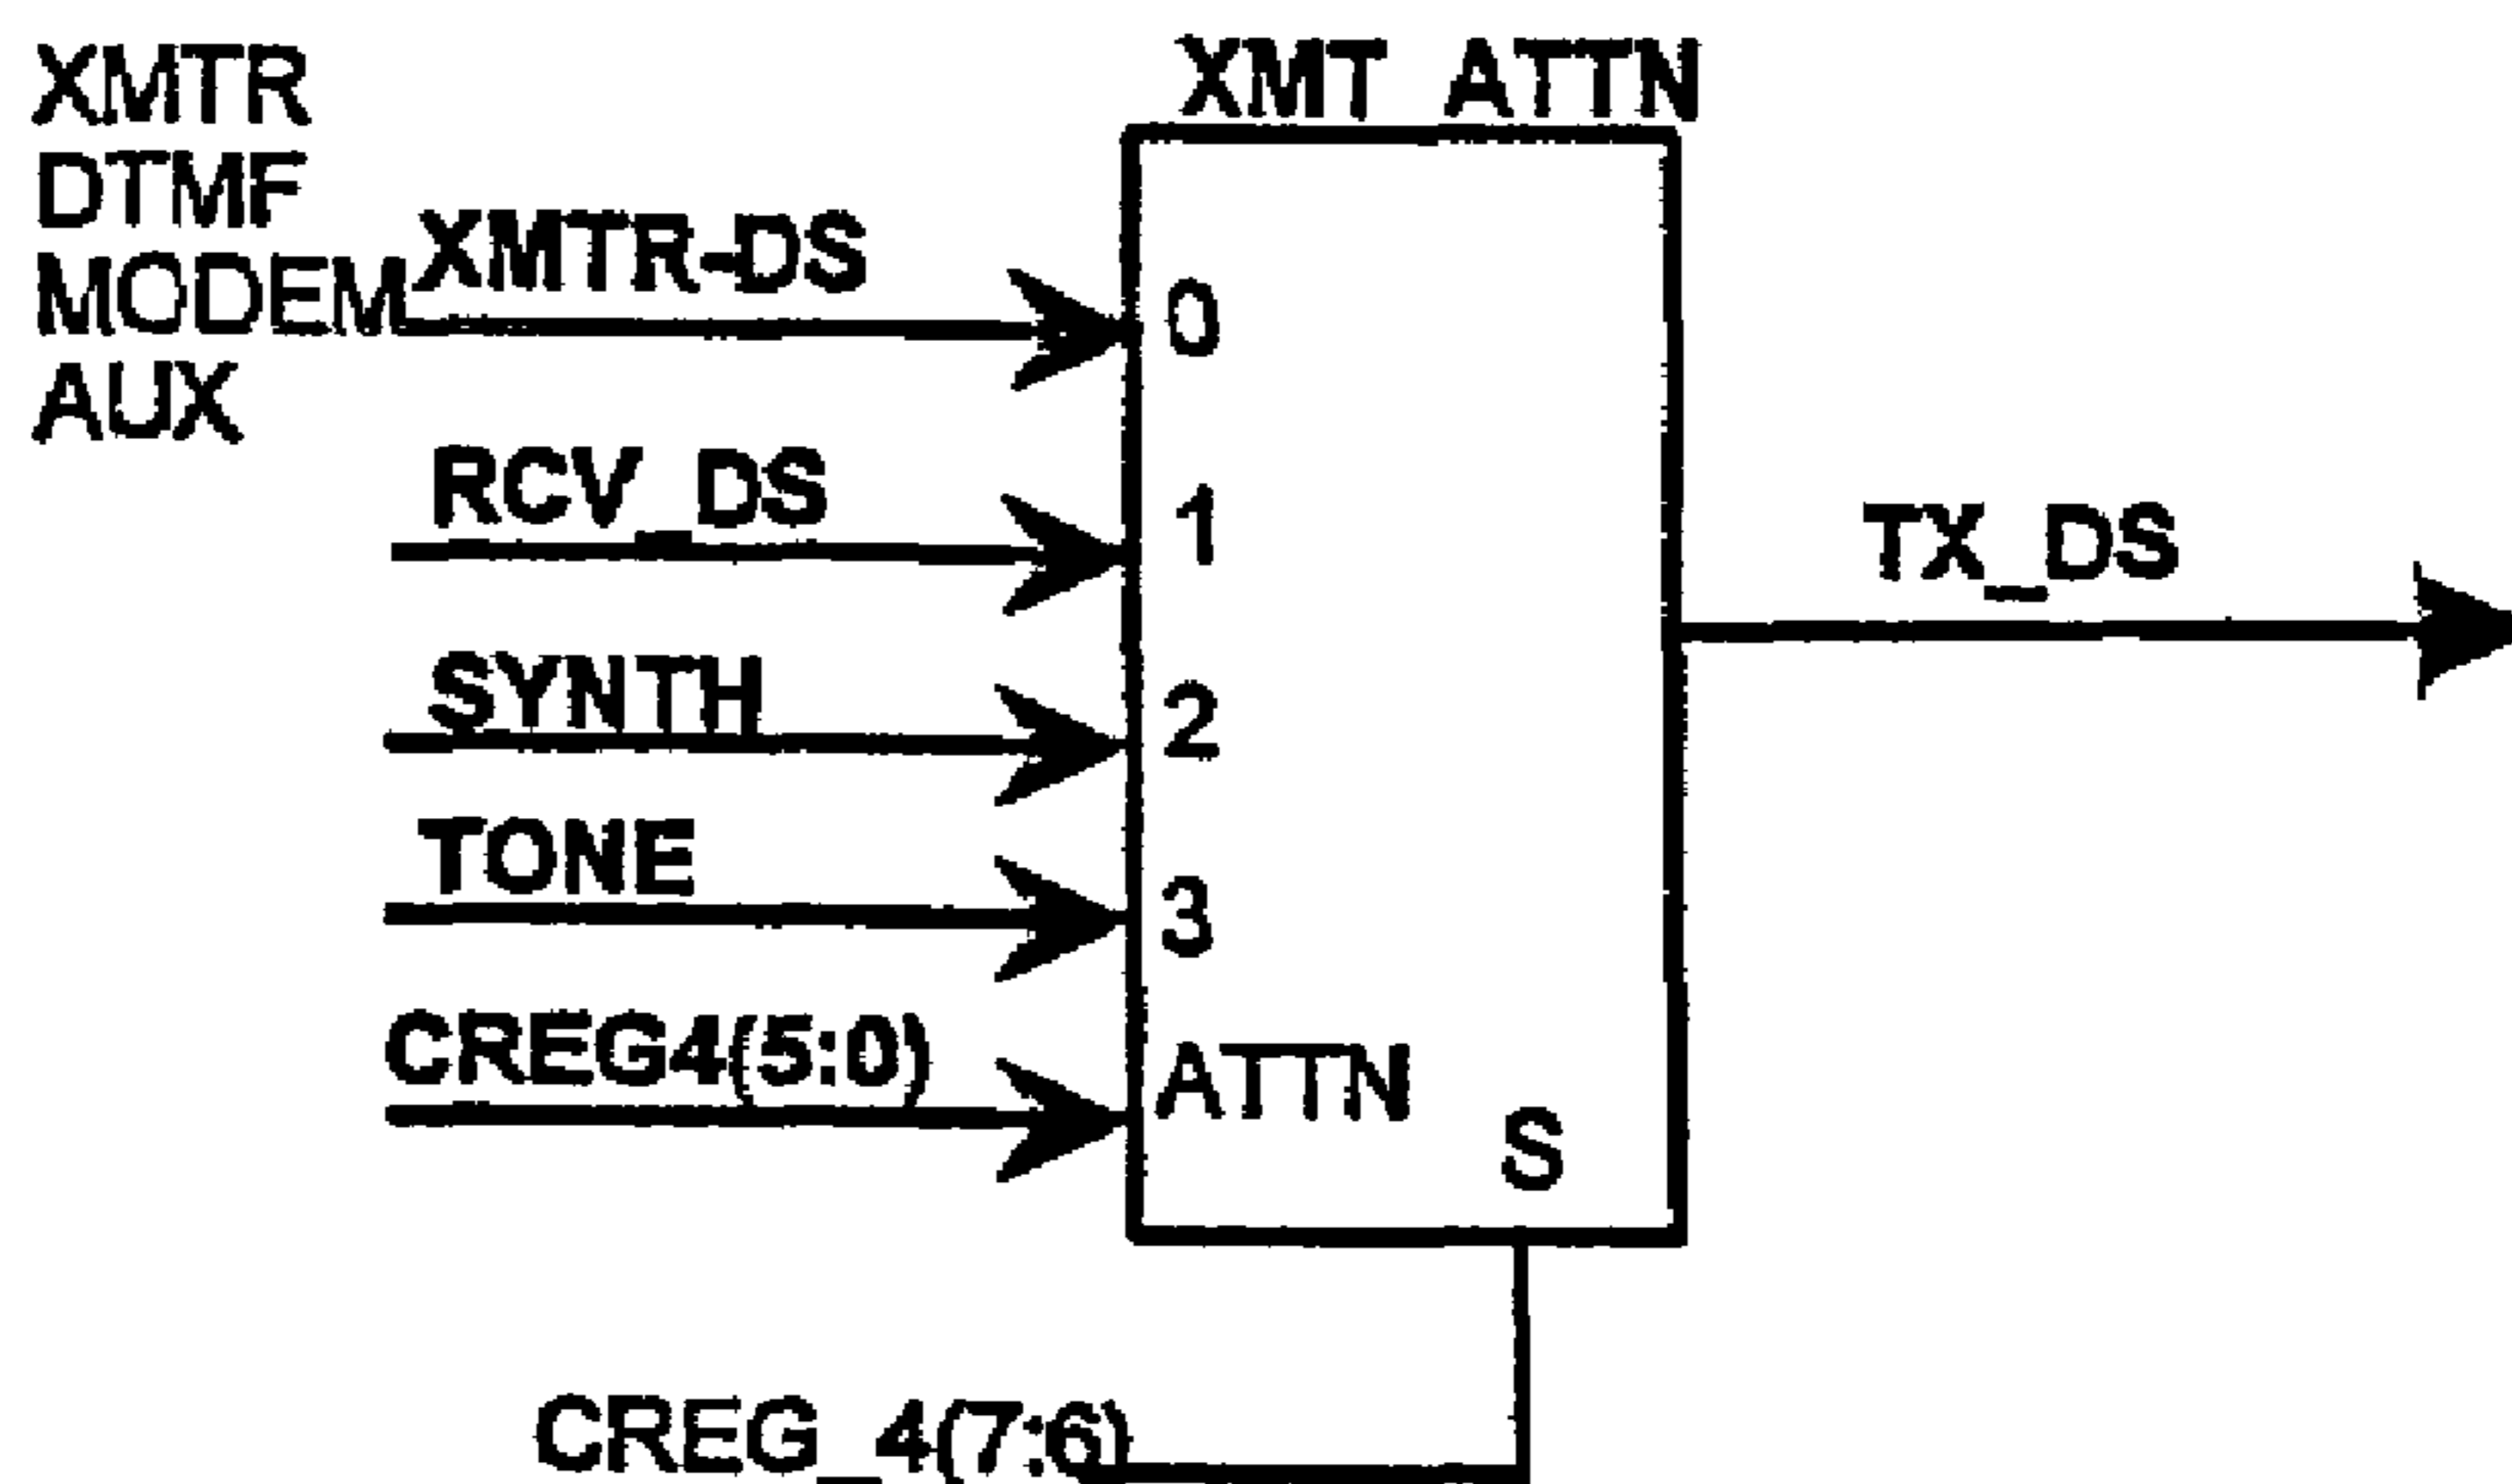 XMTR
DTMF
MODEM
AUX
XMT ATTN
XMTR-DS
0
RCV_DS
1
TX_DS
SYNTH
2
TONE
3
CREG4(5:0)
ATTN
S
CREG_4(7:6)